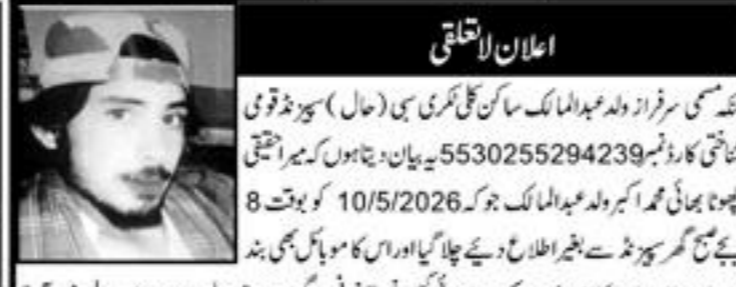 اعلان لاتعلقی
مسمی سرفراز ولد عبدالمالک ساکن کلی نکری سبی (حال) سپیزنڈ قومی
شناختی کارڈ نمبر 5530255294239 یہ بیان دیتا ہوں کہ میرا حقیقی
چھوٹا بھائی محمد اکبر ولد عبدالمالک جو کہ 10/5/2026 کو بوقت 8
بجے صبح گھر سپیزنڈ سے بغیر اطلاع دیئے چلا گیا اور اس کا موبائل بھی بند